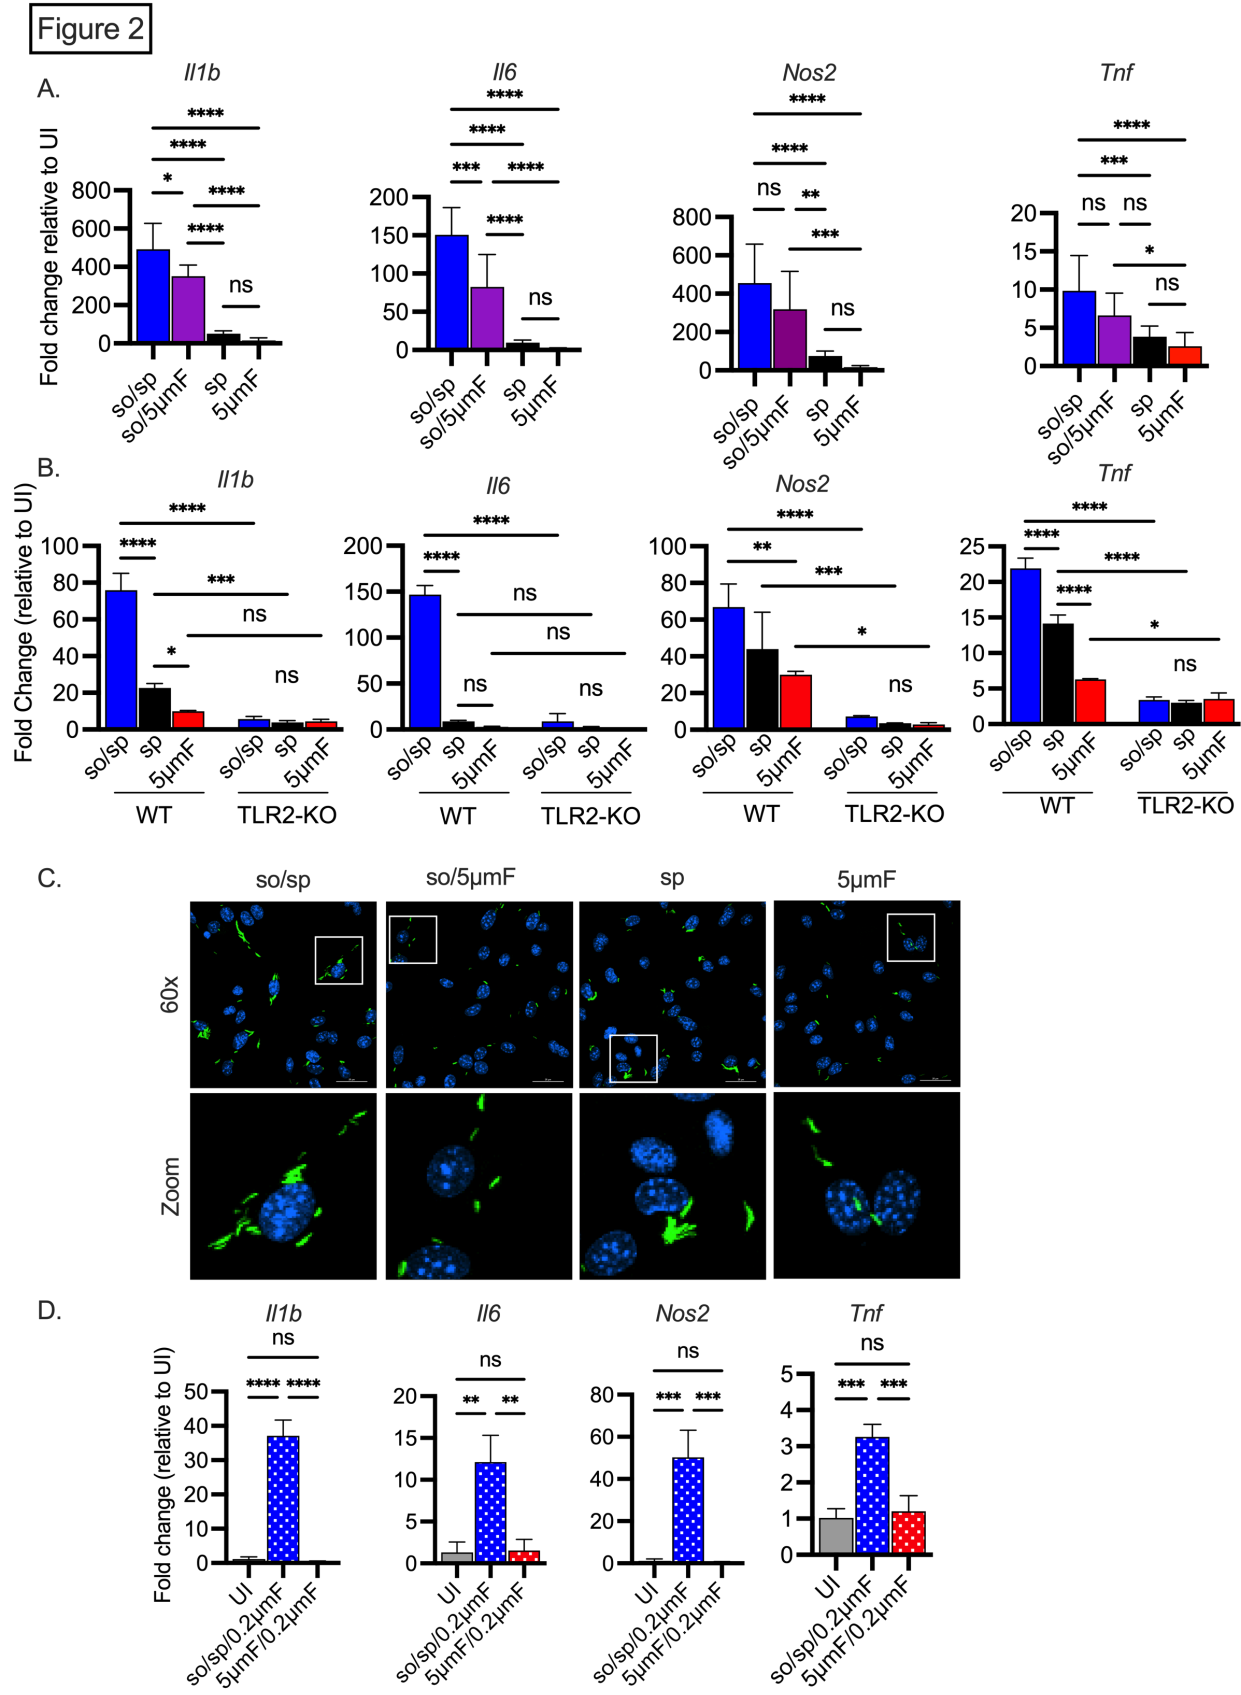 Figure 2
A.
Il1b
Il6
Nos2
Tnf
Fold change relative to UI
****
****
*
****
****
ns
800
600
400
200
0
so/sp
so/5µmF
sp
5µmF
****
****
***
****
****
ns
200
150
100
50
0
so/sp
so/5µmF
sp
5µmF
****
****
ns
**
***
ns
800
600
400
200
0
so/sp
so/5µmF
sp
5µmF
****
***
ns
ns
*
ns
20
15
10
5
0
so/sp
so/5µmF
sp
5µmF
B.
Il1b
Il6
Nos2
Tnf
Fold Change (relative to UI)
****
****
***
ns
*
ns
100
80
60
40
20
0
so/sp
sp
5µmF
so/sp
sp
5µmF
WT
TLR2-KO
****
****
ns
ns
ns
ns
200
150
100
50
0
so/sp
sp
5µmF
so/sp
sp
5µmF
WT
TLR2-KO
****
**
***
*
ns
100
80
60
40
20
0
so/sp
sp
5µmF
so/sp
sp
5µmF
WT
TLR2-KO
****
****
****
****
*
ns
25
20
15
10
5
0
so/sp
sp
5µmF
so/sp
sp
5µmF
WT
TLR2-KO
C.
so/sp
so/5µmF
sp
5µmF
60x
Zoom
D.
Il1b
Il6
Nos2
Tnf
Fold change (relative to UI)
ns
****
****
50
40
30
20
10
0
UI
so/sp/0.2µmF
5µmF/0.2µmF
ns
**
**
20
15
10
5
0
UI
so/sp/0.2µmF
5µmF/0.2µmF
ns
***
***
80
60
40
20
0
UI
so/sp/0.2µmF
5µmF/0.2µmF
ns
***
***
5
4
3
2
1
0
UI
so/sp/0.2µmF
5µmF/0.2µmF